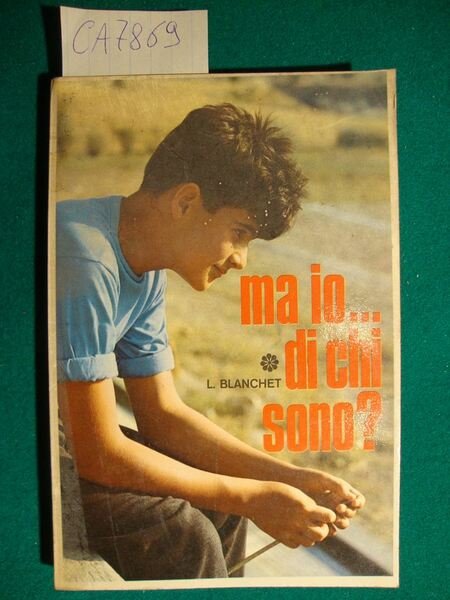 CA7869
ma io...
di chi
L. BLANCHET
sono?